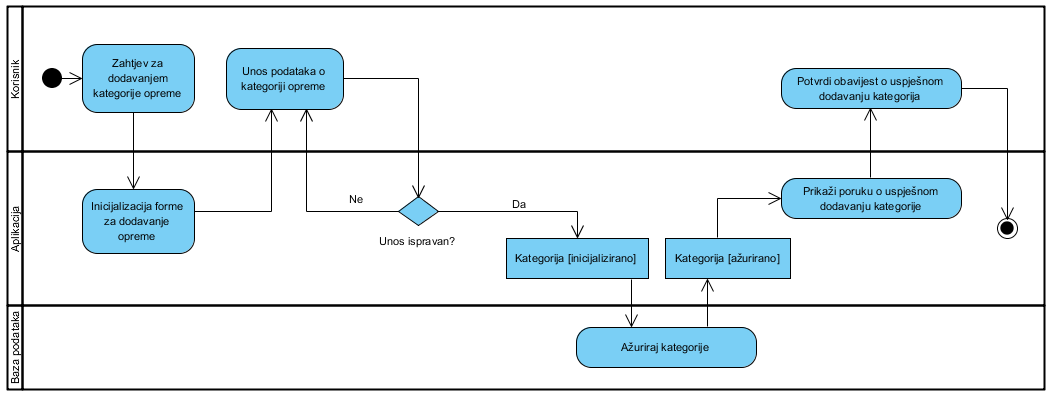 Korisnik
Zahtjev za
dodavanjem
kategorije opreme
Unos podataka o
kategoriji opreme
Potvrdi obavijest o uspješnom
dodavanju kategorija
Aplikacija
Inicijalizacija forme
za dodavanje
opreme
Ne
Unos ispravan?
Da
Kategorija [inicijalizirano]
Kategorija [ažurirano]
Prikaži poruku o uspješnom
dodavanju kategorije
Baza podataka
Ažuriraj kategorije